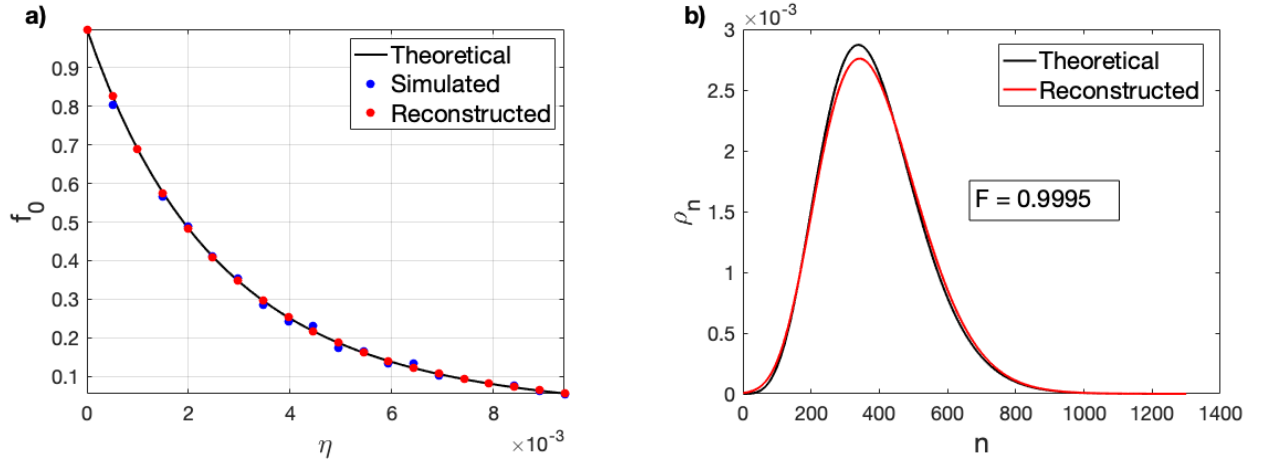 a)
Theoretical
Simulated
Reconstructed
0.9
0.8
0.7
0.6
0.5
0.4
0.3
0.2
0.1
f₀
0 2 4 6 8
×10⁻³
η
b)
×10⁻³
Theoretical
Reconstructed
F = 0.9995
3
2.5
2
1.5
1
0.5
0
ρₙ
0 200 400 600 800 1000 1200 1400
n